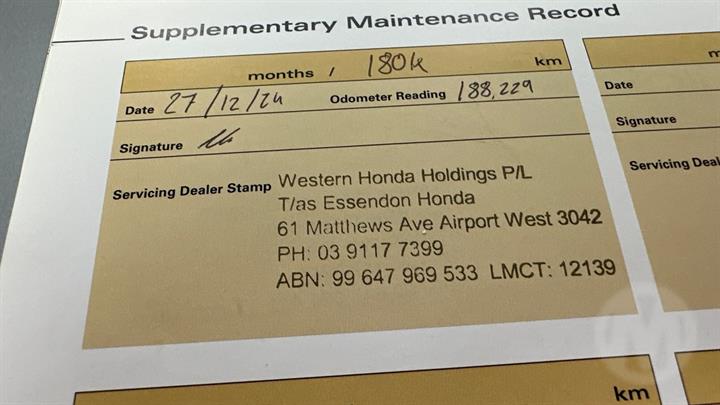 Supplementary Maintenance Record
months / 180k km
Date 27/12/24 Odometer Reading 188,229
Signature
Servicing Dealer Stamp Western Honda Holdings P/L
T/as Essendon Honda
61 Matthews Ave Airport West 3042
PH: 03 9117 7399
ABN: 99 647 969 533 LMCT: 12139
Date
Signature
Servicing Deal
km